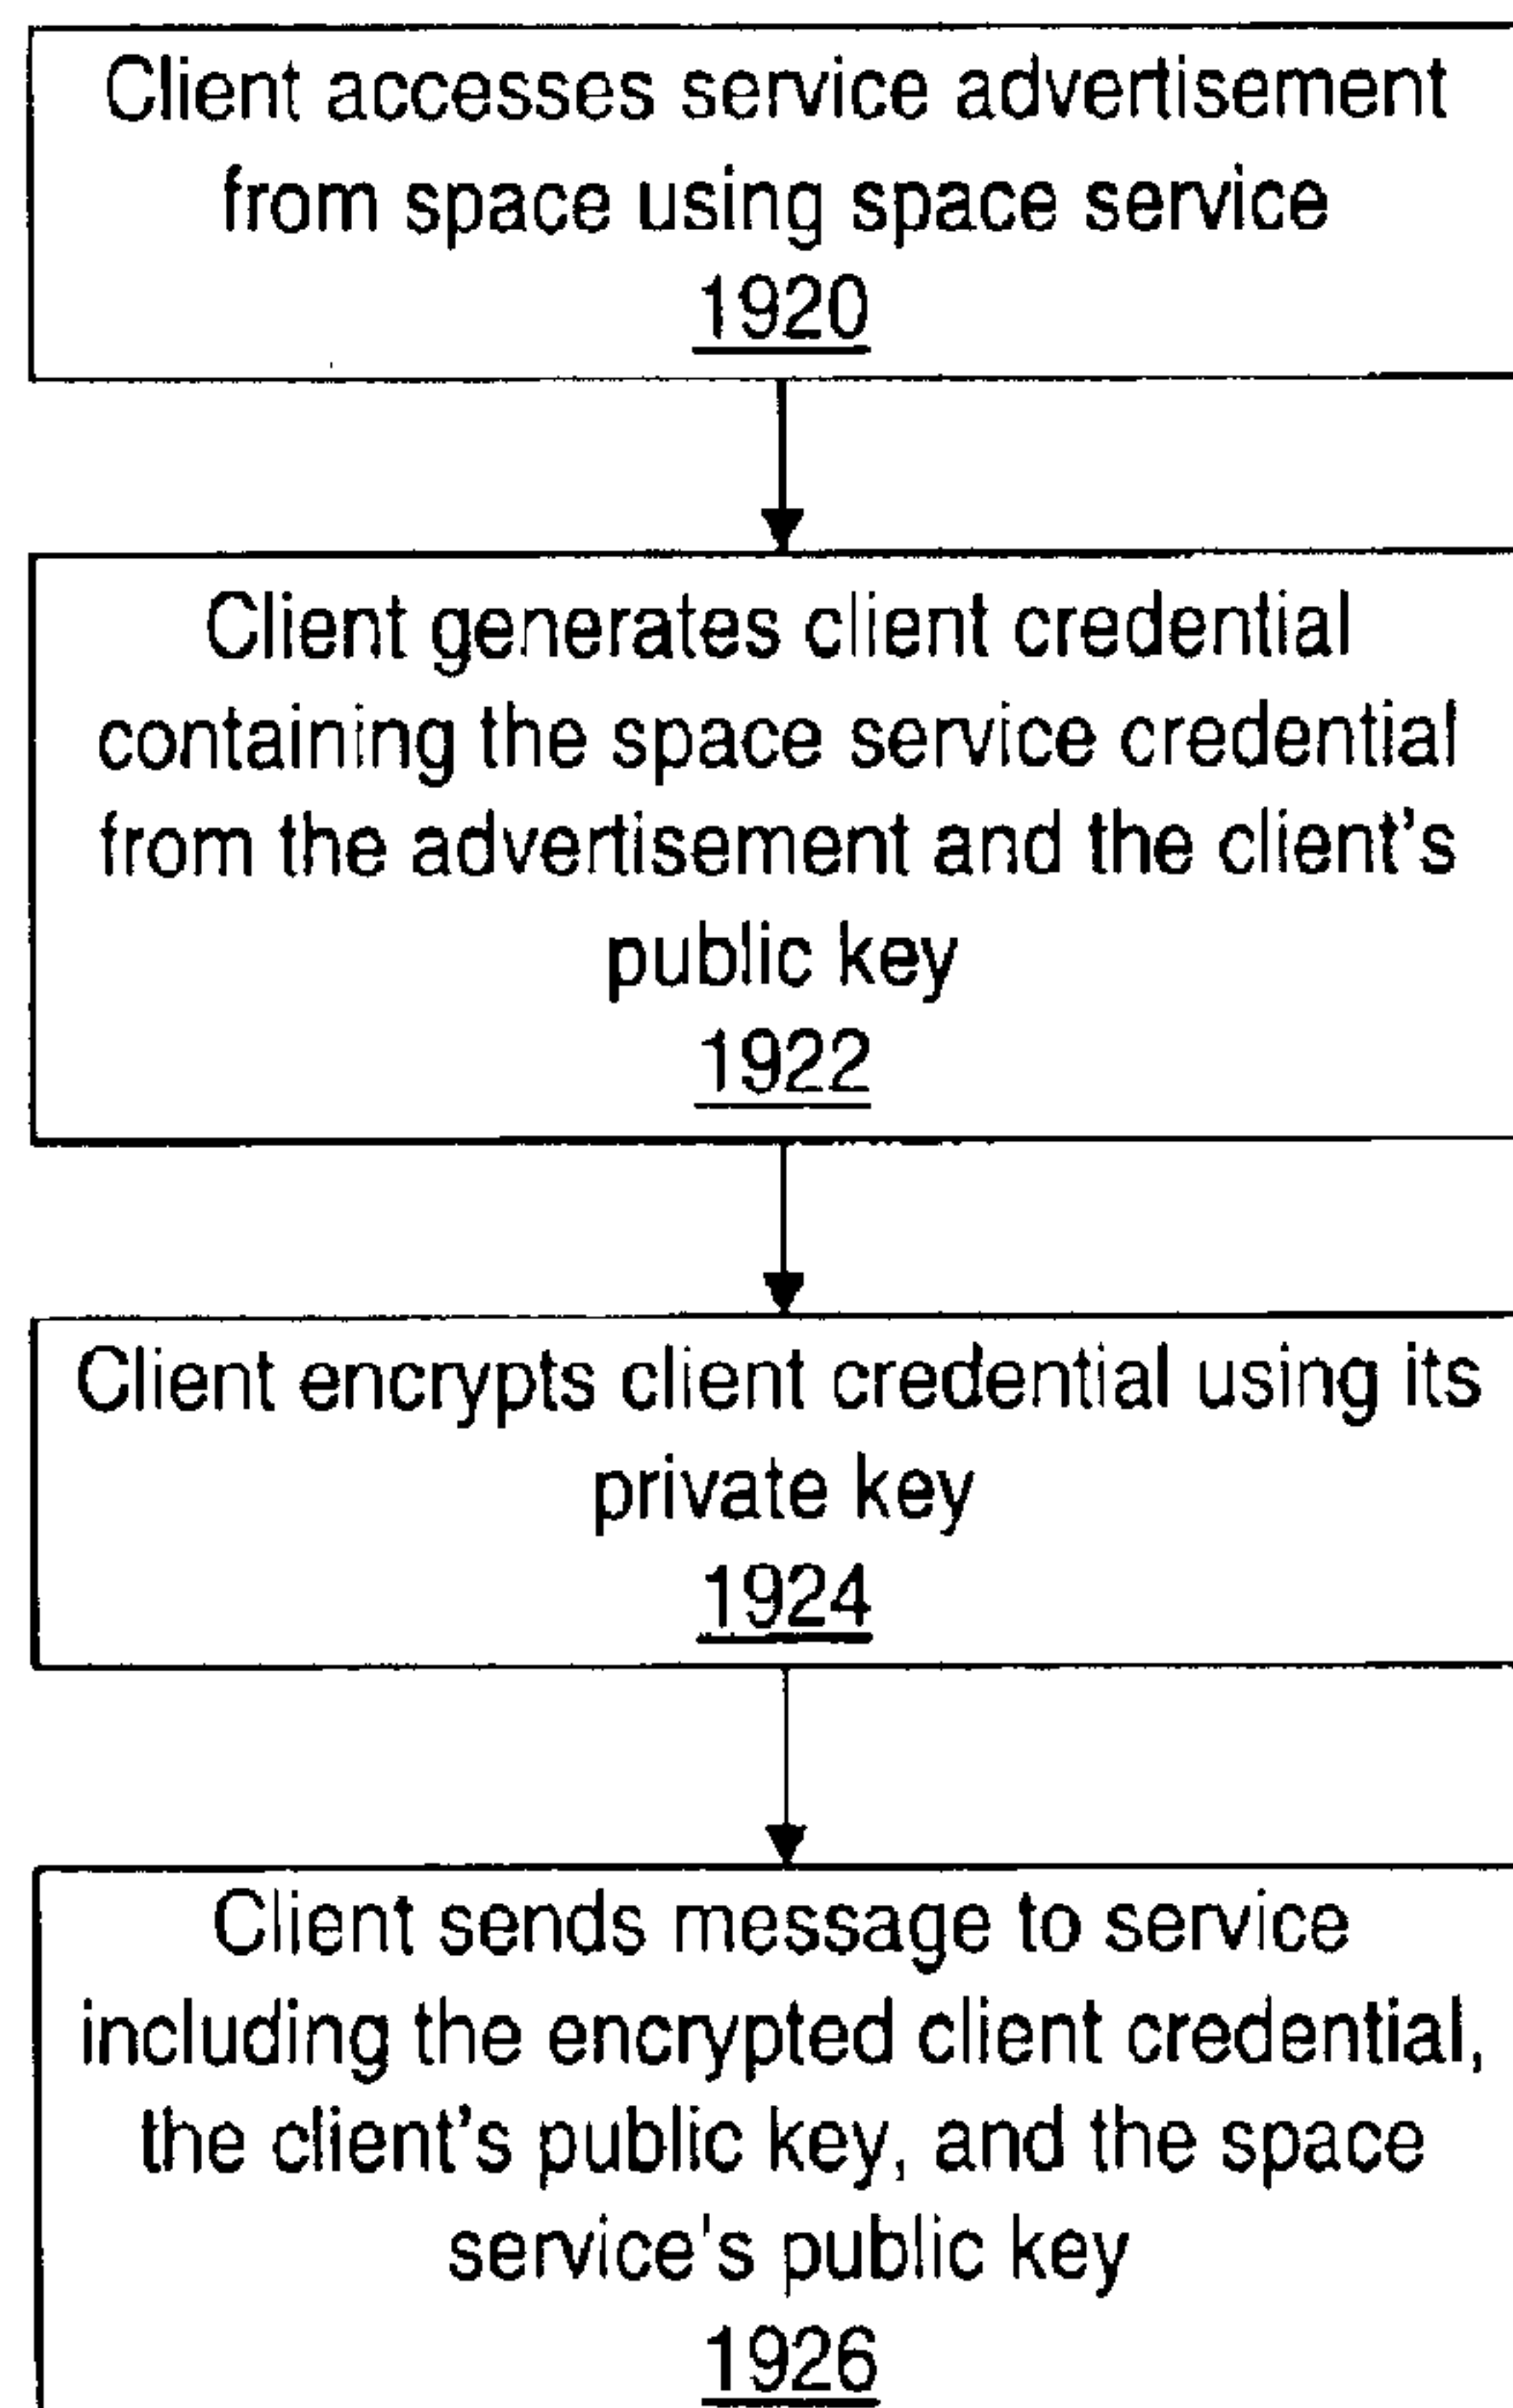 Client accesses service advertisement
from space using space service
1920
Client generates client credential
containing the space service credential
from the advertisement and the client's
public key
1922
Client encrypts client credential using its
private key
1924
Client sends message to service
including the encrypted client credential,
the client's public key, and the space
service's public key
1926